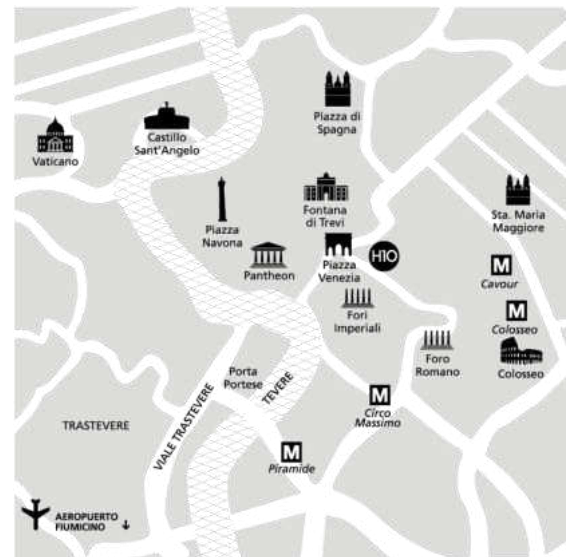 Piazza di
Spagna
Castillo
Sant'Angelo
Vaticano
Fontana
di Trevi
Sta. Maria
Maggiore
Piazza
Navona
Pantheon
Piazza
Venezia
H10
M
Cavour
Fori
Imperiali
M
Colosseo
Foro
Romano
Colosseo
Porta
Portese
TEVERE
VIALE TRASTEVERE
M
Circo
Massimo
TRASTEVERE
M
Piramide
AEROPUERTO
FIUMICINO